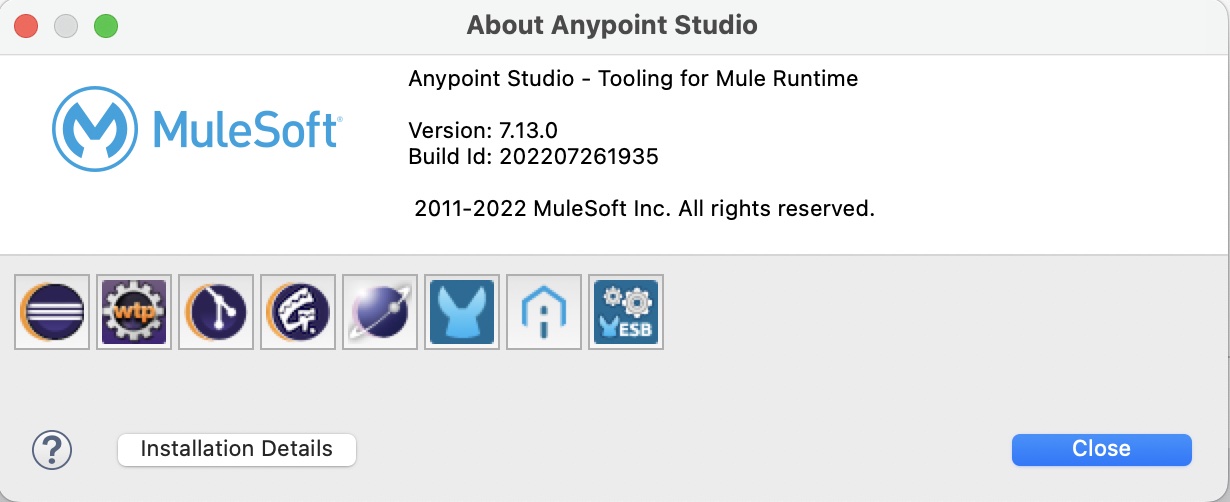 About Anypoint Studio
MuleSoft®
Anypoint Studio - Tooling for Mule Runtime
Version: 7.13.0
Build Id: 202207261935
2011-2022 MuleSoft Inc. All rights reserved.
wtp
ESB
?
Installation Details
Close